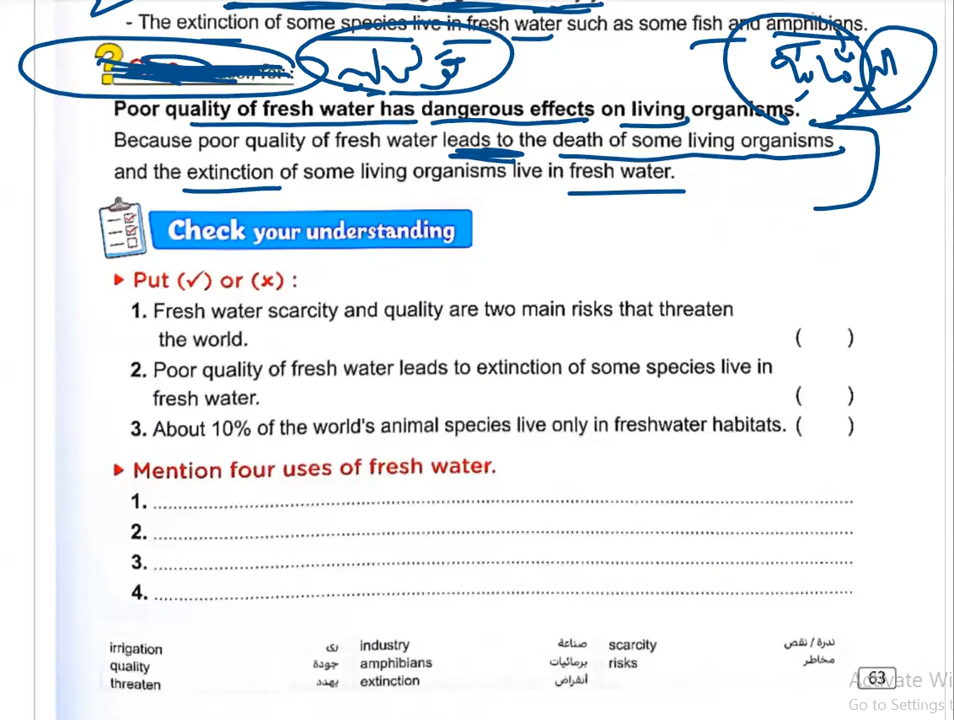 - The extinction of some species live in fresh water such as some fish and amphibians.
Poor quality of fresh water has dangerous effects on living organisms.
Because poor quality of fresh water leads to the death of some living organisms
and the extinction of some living organisms live in fresh water.
Check your understanding
Put (✓) or (×) :
1. Fresh water scarcity and quality are two main risks that threaten
the world. ( )
2. Poor quality of fresh water leads to extinction of some species live in
fresh water. ( )
3. About 10% of the world's animal species live only in freshwater habitats. ( )
Mention four uses of fresh water.
1.
2.
3.
4.
irrigation رى industry صناعة scarcity ندرة / نقص
quality جودة amphibians برمائيات risks مخاطر
threaten يهدد extinction أنقراض
63
Activate Wi
Go to Settings t